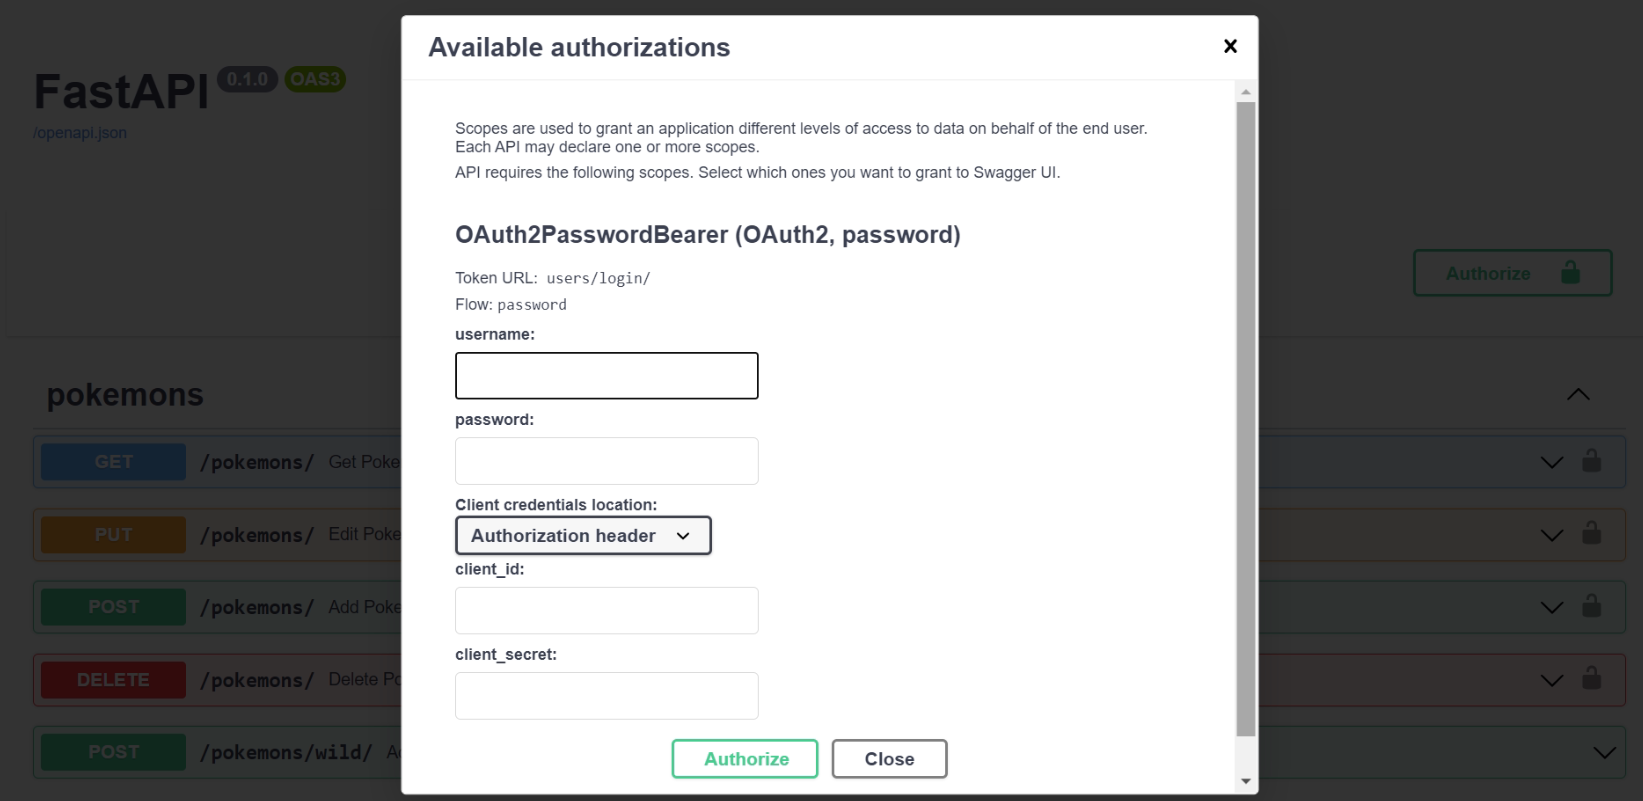 Available authorizations
FastAPI 0.1.0 OAS3
/openapi.json
Scopes are used to grant an application different levels of access to data on behalf of the end user.
Each API may declare one or more scopes.
API requires the following scopes. Select which ones you want to grant to Swagger UI.
OAuth2PasswordBearer (OAuth2, password)
Token URL: users/login/
Flow: password
username:
password:
Client credentials location:
Authorization header
client_id:
client_secret:
Authorize
Close
Authorize
pokemons
GET /pokemons/ Get Poke
PUT /pokemons/ Edit Poke
POST /pokemons/ Add Poke
DELETE /pokemons/ Delete Po
POST /pokemons/wild/